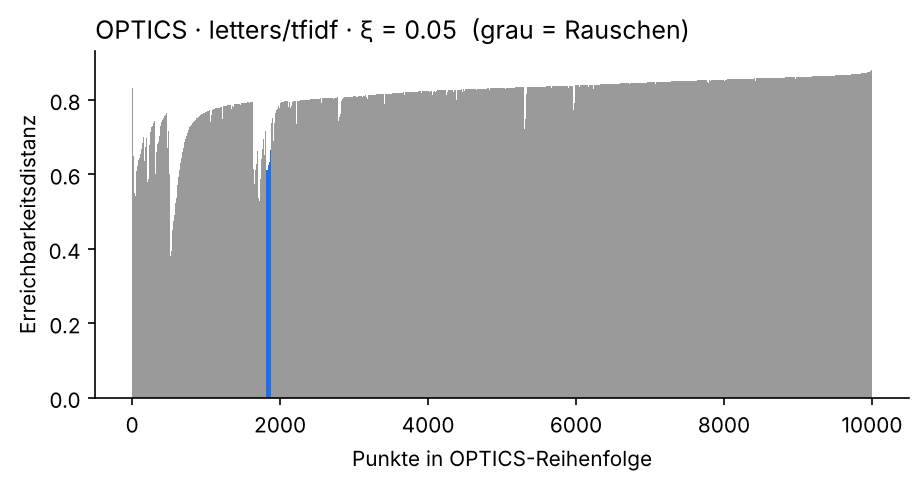 OPTICS · letters/tfidf · ξ = 0.05 (grau = Rauschen)
Erreichbarkeitsdistanz
0.8
0.6
0.4
0.2
0.0
0 2000 4000 6000 8000 10000
Punkte in OPTICS-Reihenfolge